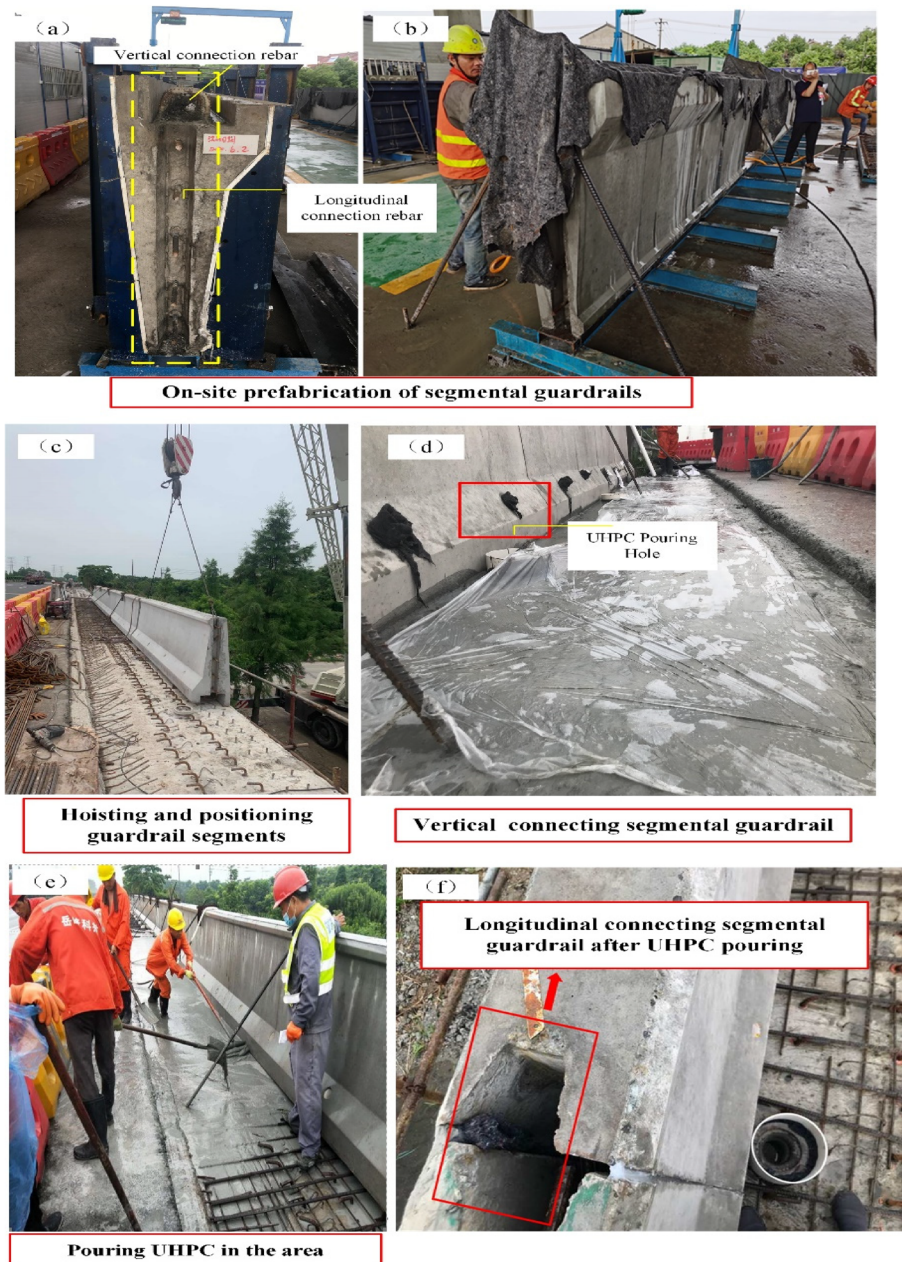 （a）
Vertical connection rebar
Longitudinal
connection rebar
（b）
On-site prefabrication of segmental guardrails
（c）
（d）
UHPC Pouring
Hole
Hoisting and positioning
guardrail segments
Vertical connecting segmental guardrail
（e）
（f）
Longitudinal connecting segmental
guardrail after UHPC pouring
Pouring UHPC in the area